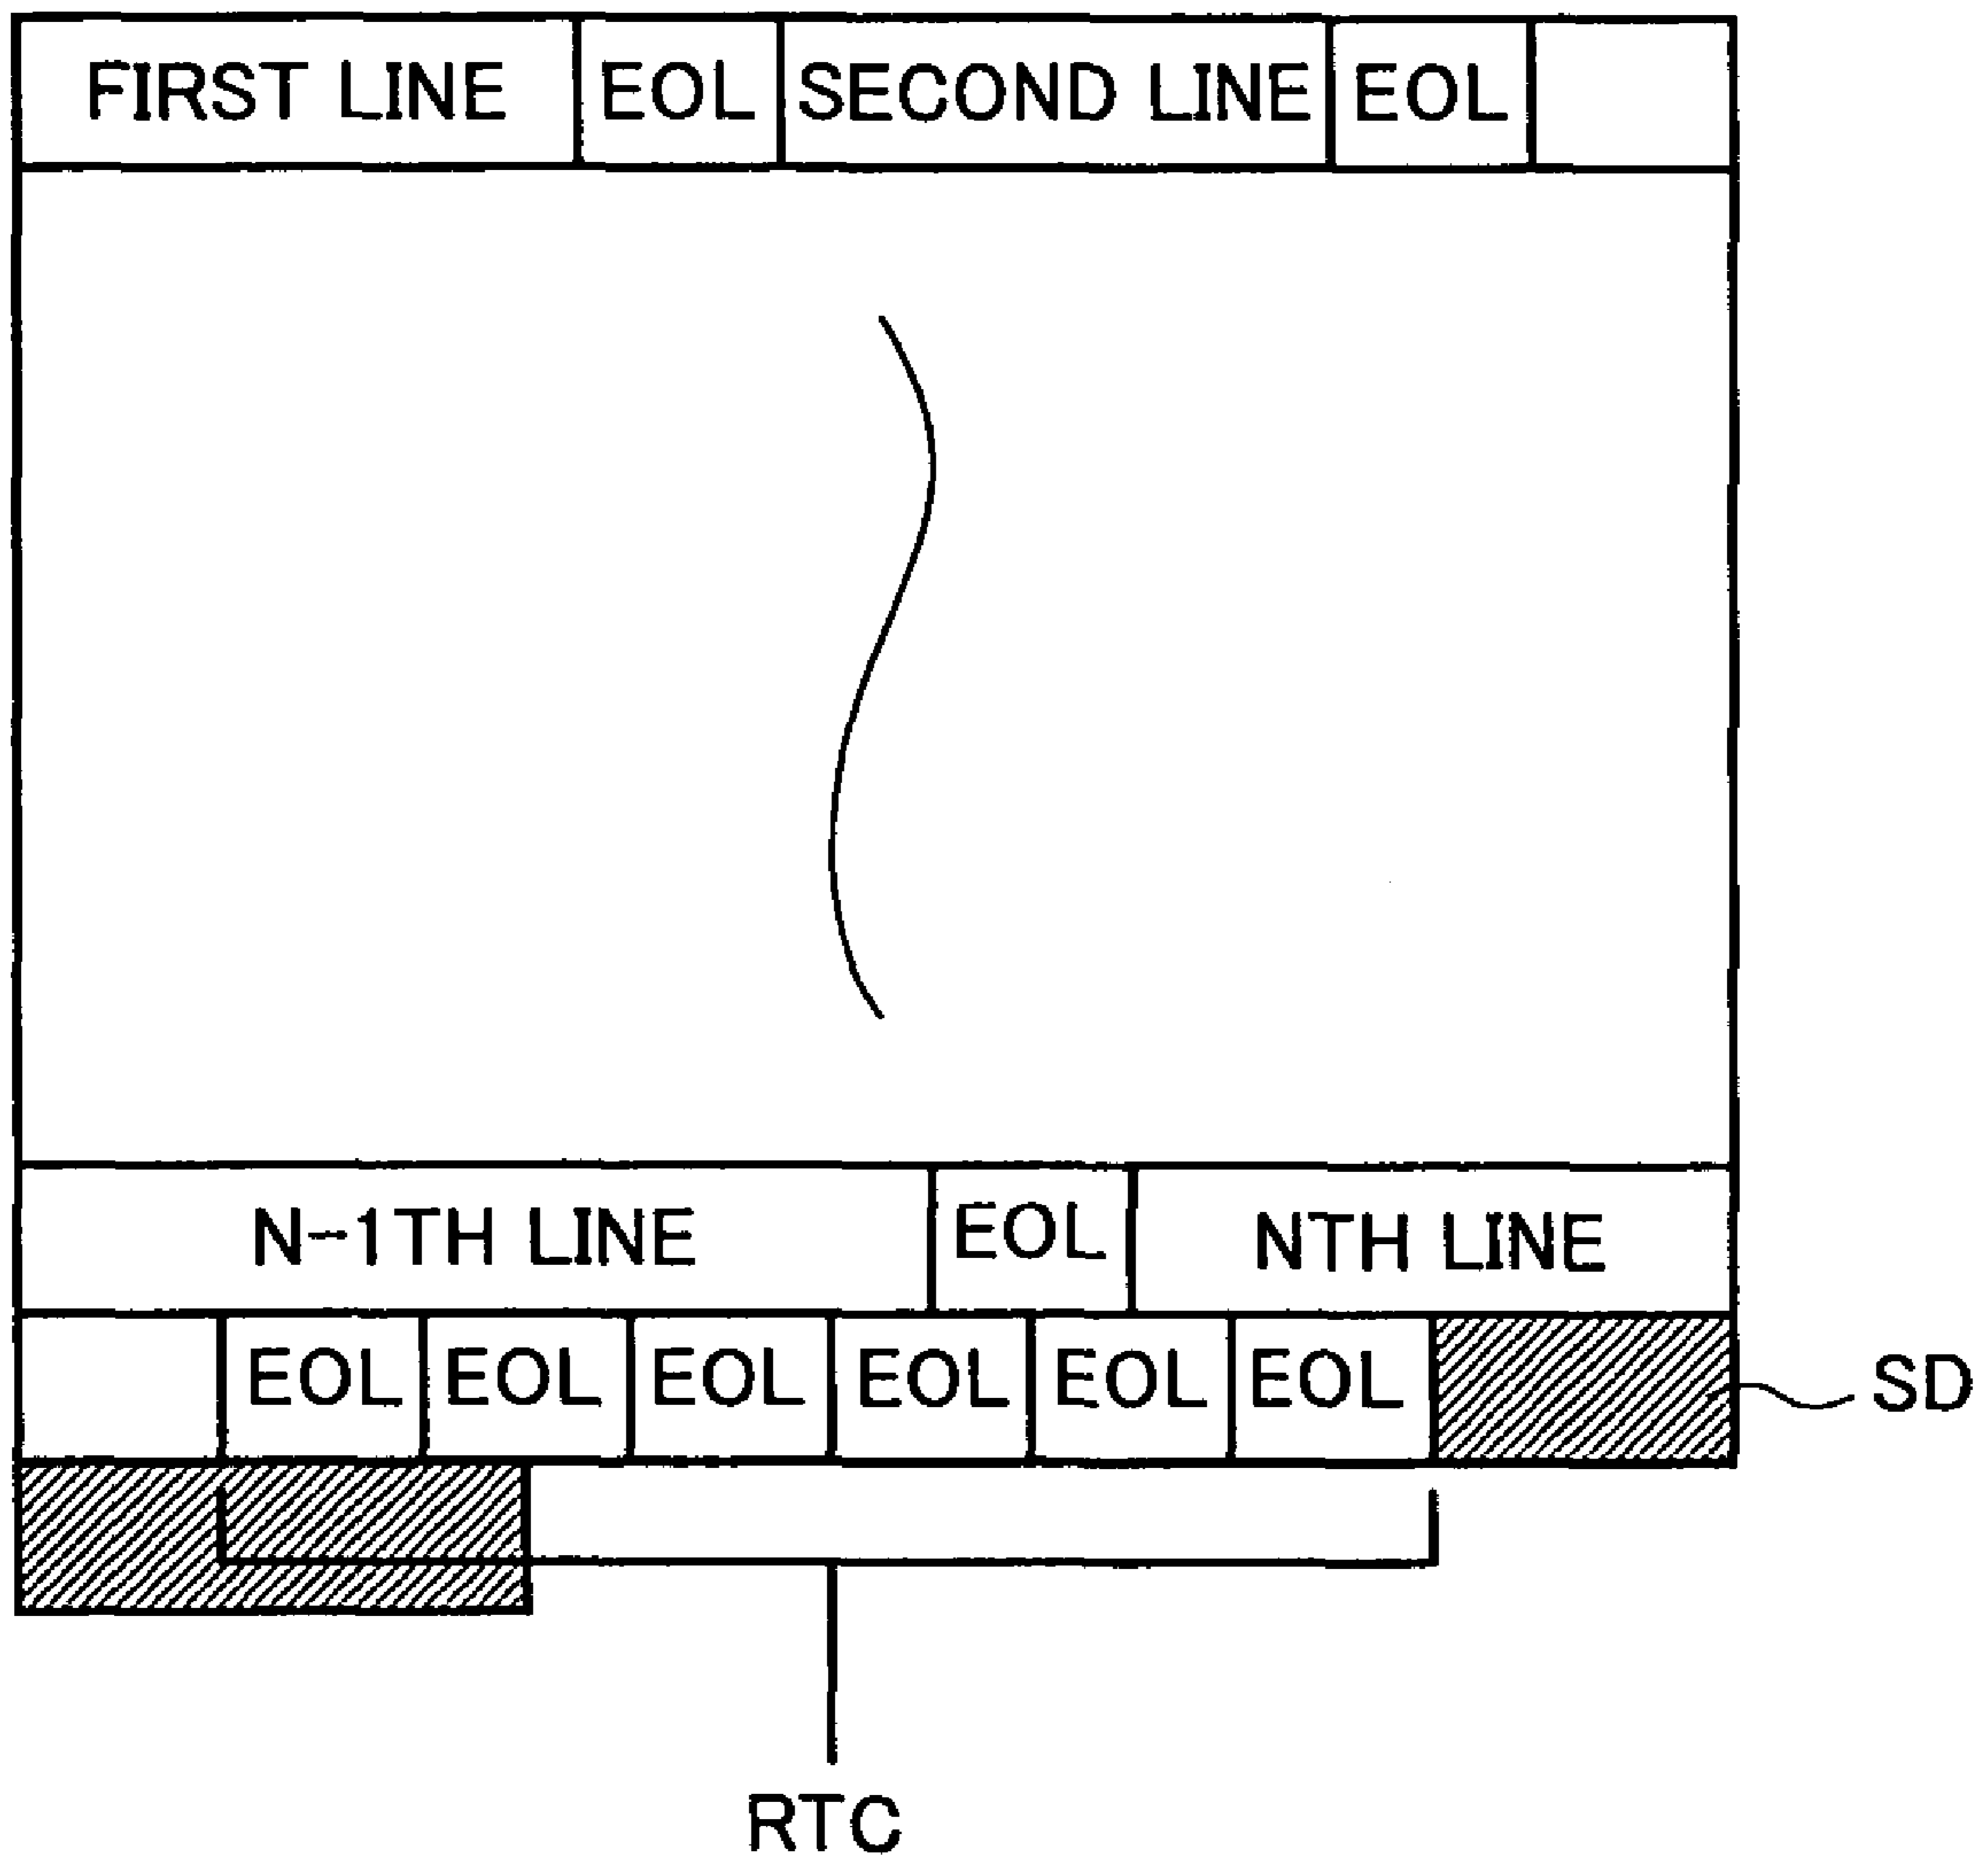 FIRST LINE EOL SECOND LINE EOL
N-1TH LINE EOL NTH LINE
EOL EOL EOL EOL EOL EOL
SD
RTC